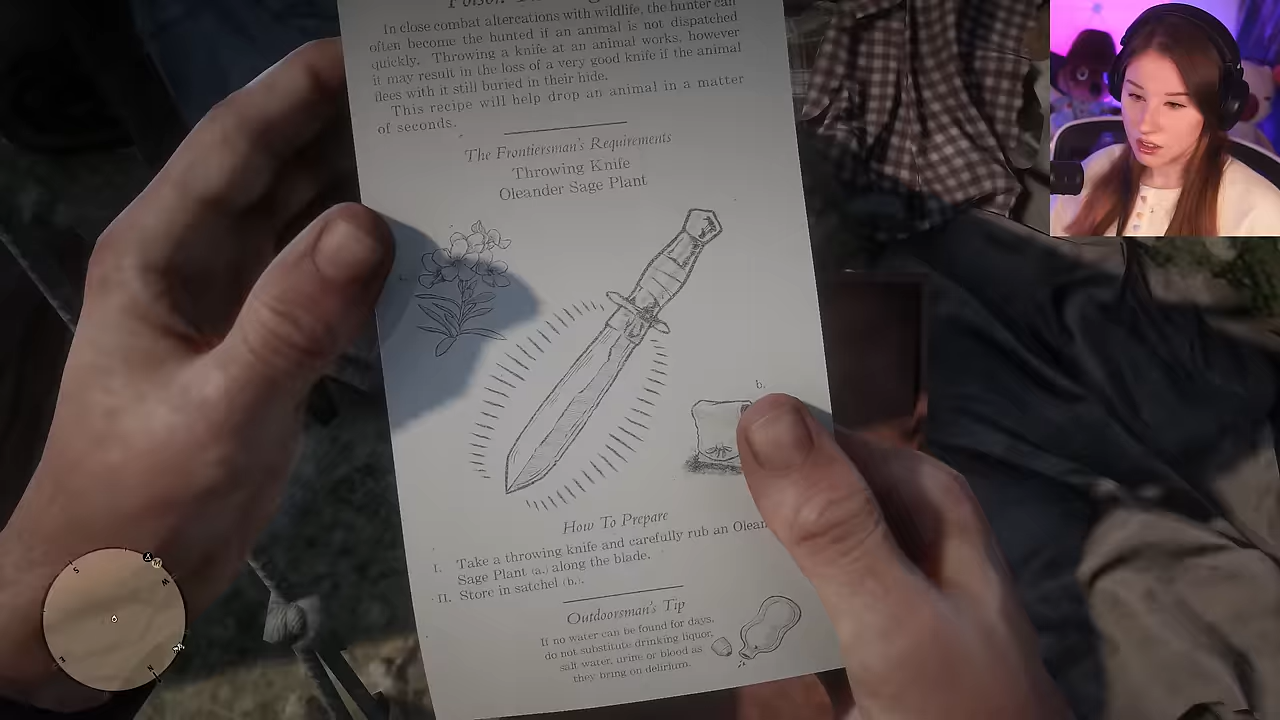 In close combat altercations with wildlife, the hunter can
often become the hunted if an animal is not dispatched
quickly. Throwing a knife at an animal works, however
it may result in the loss of a very good knife if the animal
flees with it still buried in their hide.
This recipe will help drop an animal in a matter
of seconds.
The Frontiersman's Requirements
Throwing Knife
Oleander Sage Plant
b.
How To Prepare
I. Take a throwing knife and carefully rub an Olean
Sage Plant (a.) along the blade.
II. Store in satchel (b.).
Outdoorsman's Tip
If no water can be found for days,
do not substitute drinking liquor,
salt water, urine or blood as
they bring on delirium.
S
W
N